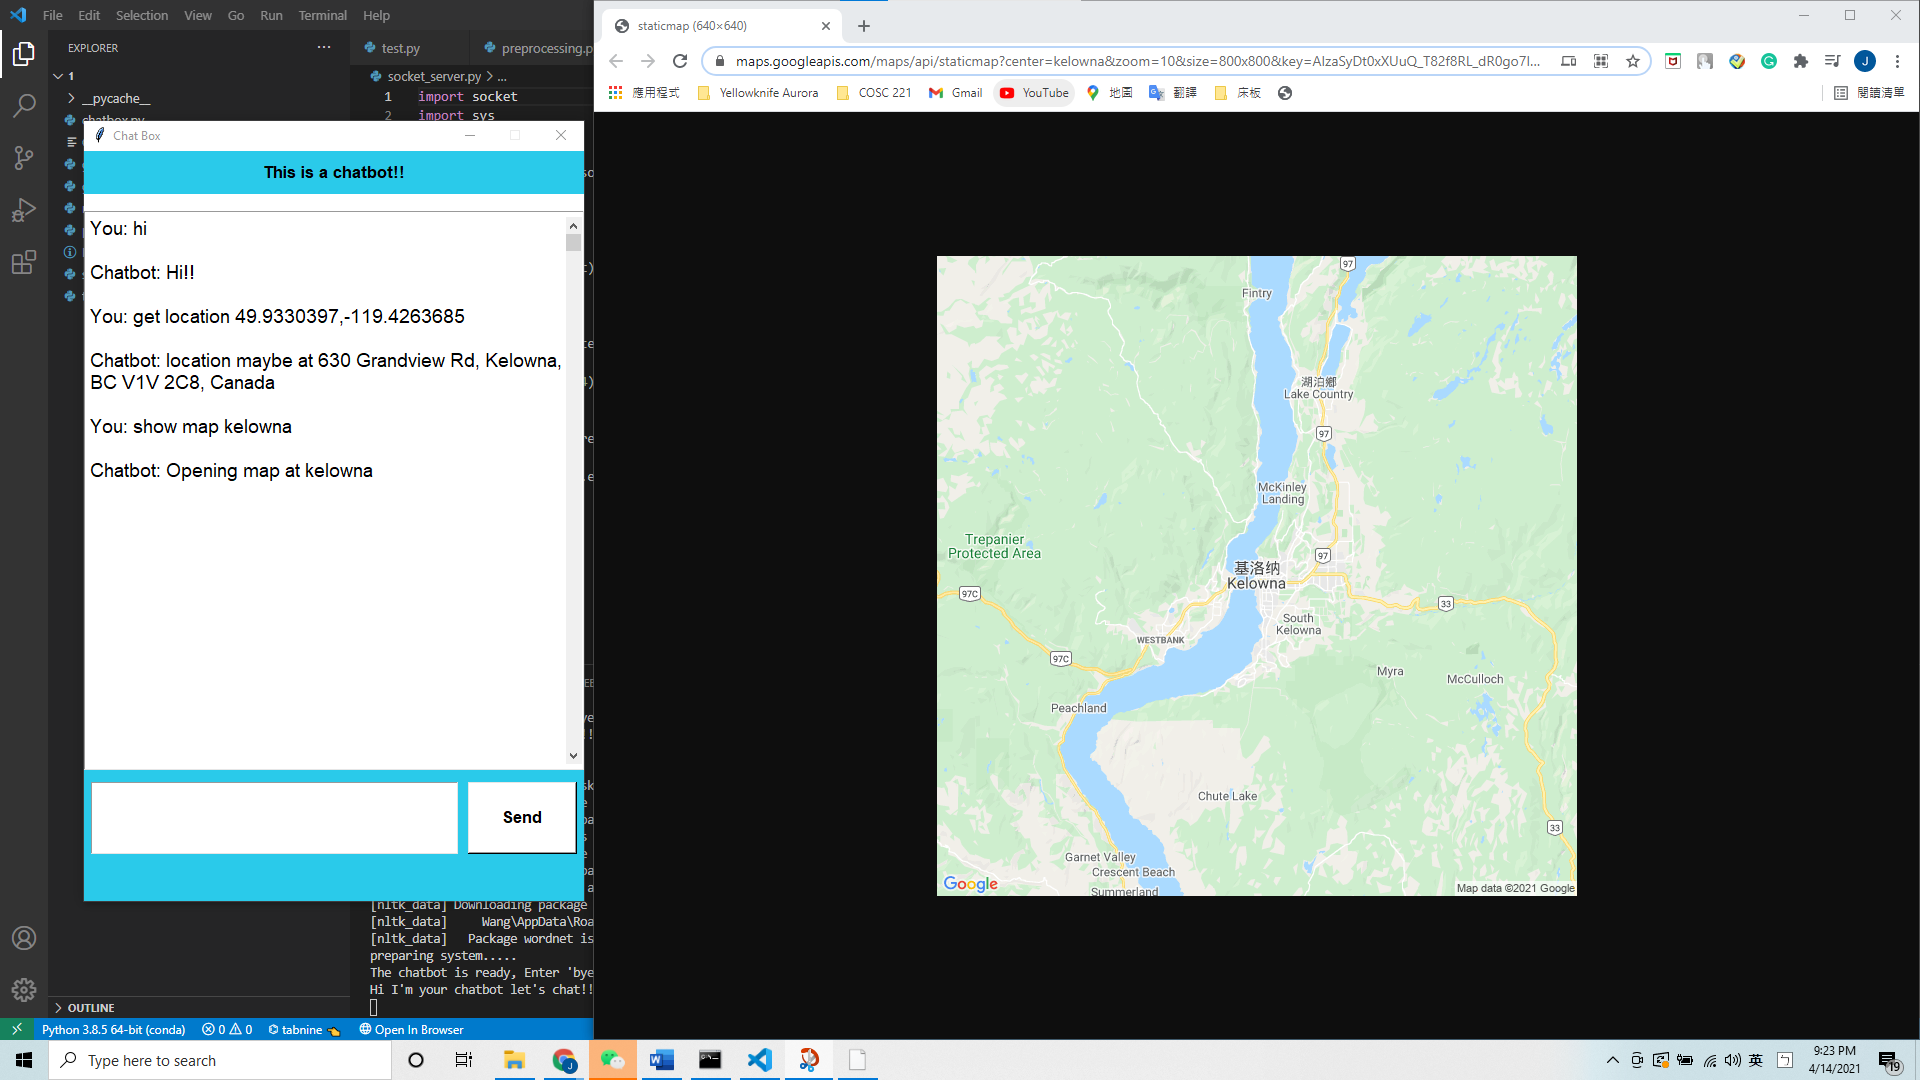 File Edit Selection View Go Run Terminal Help
EXPLORER
1
__pycache__
chatbox.py
test.py
preprocessing.p
socket_server.py > ...
1 import socket
2 import sys
Chat Box
This is a chatbot!!
You: hi
Chatbot: Hi!!
You: get location 49.9330397,-119.4263685
Chatbot: location maybe at 630 Grandview Rd, Kelowna,
BC V1V 2C8, Canada
You: show map kelowna
Chatbot: Opening map at kelowna
Send
[nltk_data] Downloading package
[nltk_data] Wang\AppData\Roa
[nltk_data] Package wordnet is
preparing system.....
The chatbot is ready, Enter 'bye
Hi I'm your chatbot let's chat!!
OUTLINE
Python 3.8.5 64-bit (conda) 0 0 tabnine Open In Browser
staticmap (640×640)
maps.googleapis.com/maps/api/staticmap?center=kelowna&zoom=10&size=800x800&key=
應用程式 Yellowknife Aurora COSC 221 Gmail YouTube 地圖 翻譯 床板 閱讀清單
97
Fintry
湖泊鄉
Lake Country
97
McKinley
Landing
Trepanier
Protected Area
97
基洛纳
Kelowna
97C
33
South
Kelowna
WESTBANK
97C
Myra
McCulloch
Peachland
Chute Lake
33
Garnet Valley
Crescent Beach
Summerland
Google
Map data ©2021 Google
Type here to search
英
9:23 PM
4/14/2021
19